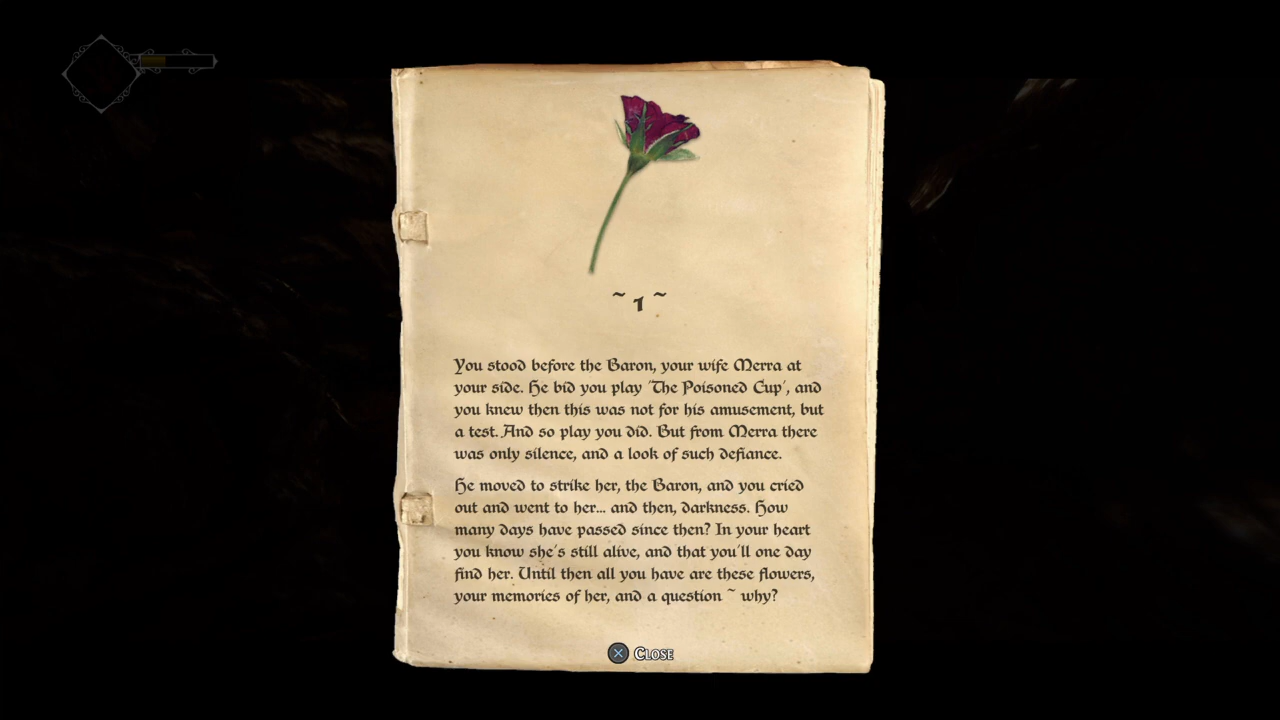 ~ 1 ~
You stood before the Baron, your wife Merra at
your side. He bid you play 'The Poisoned Cup', and
you knew then this was not for his amusement, but
a test. And so play you did. But from Merra there
was only silence, and a look of such defiance.
He moved to strike her, the Baron, and you cried
out and went to her... and then, darkness. How
many days have passed since then? In your heart
you know she's still alive, and that you'll one day
find her. Until then all you have are these flowers,
your memories of her, and a question ~ why?
Close